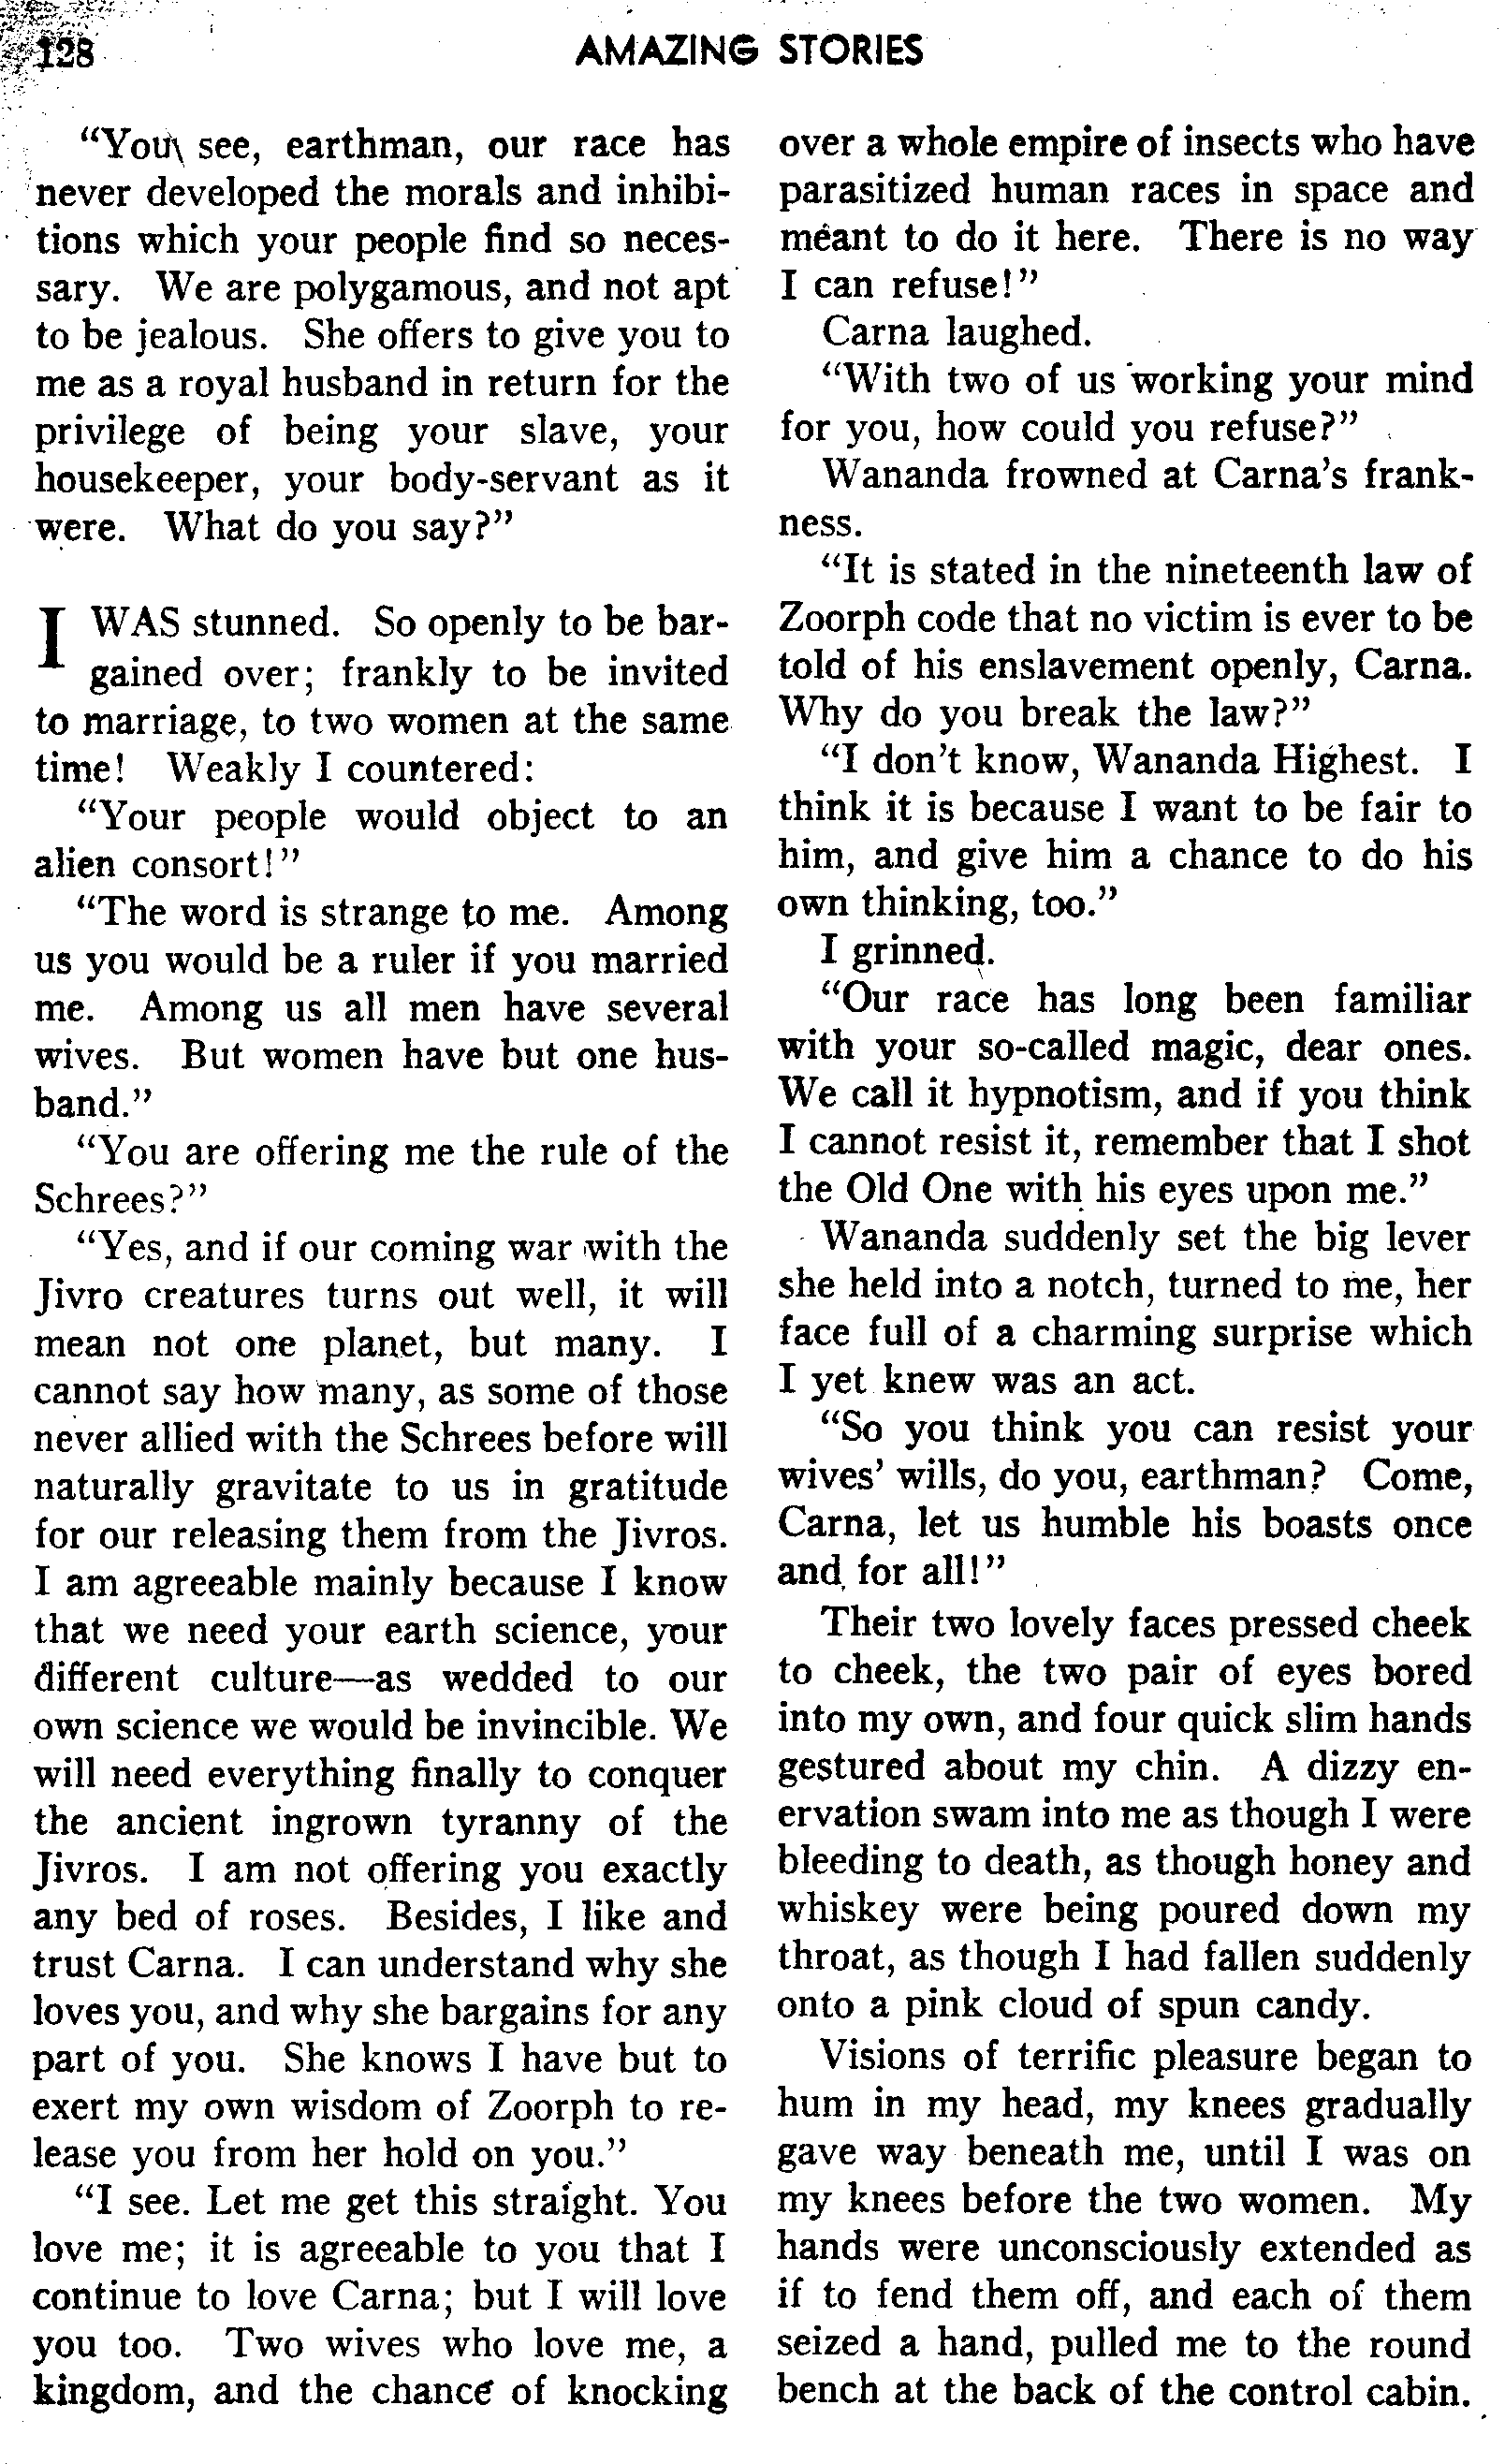 128
AMAZING STORIES
"You see, earthman, our race has
never developed the morals and inhibi-
tions which your people find so neces-
sary. We are polygamous, and not apt
to be jealous. She offers to give you to
me as a royal husband in return for the
privilege of being your slave, your
housekeeper, your body-servant as it
were. What do you say?"
I WAS stunned. So openly to be bar-
gained over; frankly to be invited
to marriage, to two women at the same
time! Weakly I countered:
"Your people would object to an
alien consort!"
"The word is strange to me. Among
us you would be a ruler if you married
me. Among us all men have several
wives. But women have but one hus-
band."
"You are offering me the rule of the
Schrees?"
"Yes, and if our coming war with the
Jivro creatures turns out well, it will
mean not one planet, but many. I
cannot say how many, as some of those
never allied with the Schrees before will
naturally gravitate to us in gratitude
for our releasing them from the Jivros.
I am agreeable mainly because I know
that we need your earth science, your
different culture—as wedded to our
own science we would be invincible. We
will need everything finally to conquer
the ancient ingrown tyranny of the
Jivros. I am not offering you exactly
any bed of roses. Besides, I like and
trust Carna. I can understand why she
loves you, and why she bargains for any
part of you. She knows I have but to
exert my own wisdom of Zoorph to re-
lease you from her hold on you."
"I see. Let me get this straight. You
love me; it is agreeable to you that I
continue to love Carna; but I will love
you too. Two wives who love me, a
kingdom, and the chance of knocking
over a whole empire of insects who have
parasitized human races in space and
meant to do it here. There is no way
I can refuse!"
Carna laughed.
"With two of us working your mind
for you, how could you refuse?"
Wananda frowned at Carna's frank-
ness.
"It is stated in the nineteenth law of
Zoorph code that no victim is ever to be
told of his enslavement openly, Carna.
Why do you break the law?"
"I don't know, Wananda Highest. I
think it is because I want to be fair to
him, and give him a chance to do his
own thinking, too."
I grinned.
"Our race has long been familiar
with your so-called magic, dear ones.
We call it hypnotism, and if you think
I cannot resist it, remember that I shot
the Old One with his eyes upon me."
Wananda suddenly set the big lever
she held into a notch, turned to me, her
face full of a charming surprise which
I yet knew was an act.
"So you think you can resist your
wives' wills, do you, earthman? Come,
Carna, let us humble his boasts once
and for all!"
Their two lovely faces pressed cheek
to cheek, the two pair of eyes bored
into my own, and four quick slim hands
gestured about my chin. A dizzy en-
ervation swam into me as though I were
bleeding to death, as though honey and
whiskey were being poured down my
throat, as though I had fallen suddenly
onto a pink cloud of spun candy.
Visions of terrific pleasure began to
hum in my head, my knees gradually
gave way beneath me, until I was on
my knees before the two women. My
hands were unconsciously extended as
if to fend them off, and each of them
seized a hand, pulled me to the round
bench at the back of the control cabin.